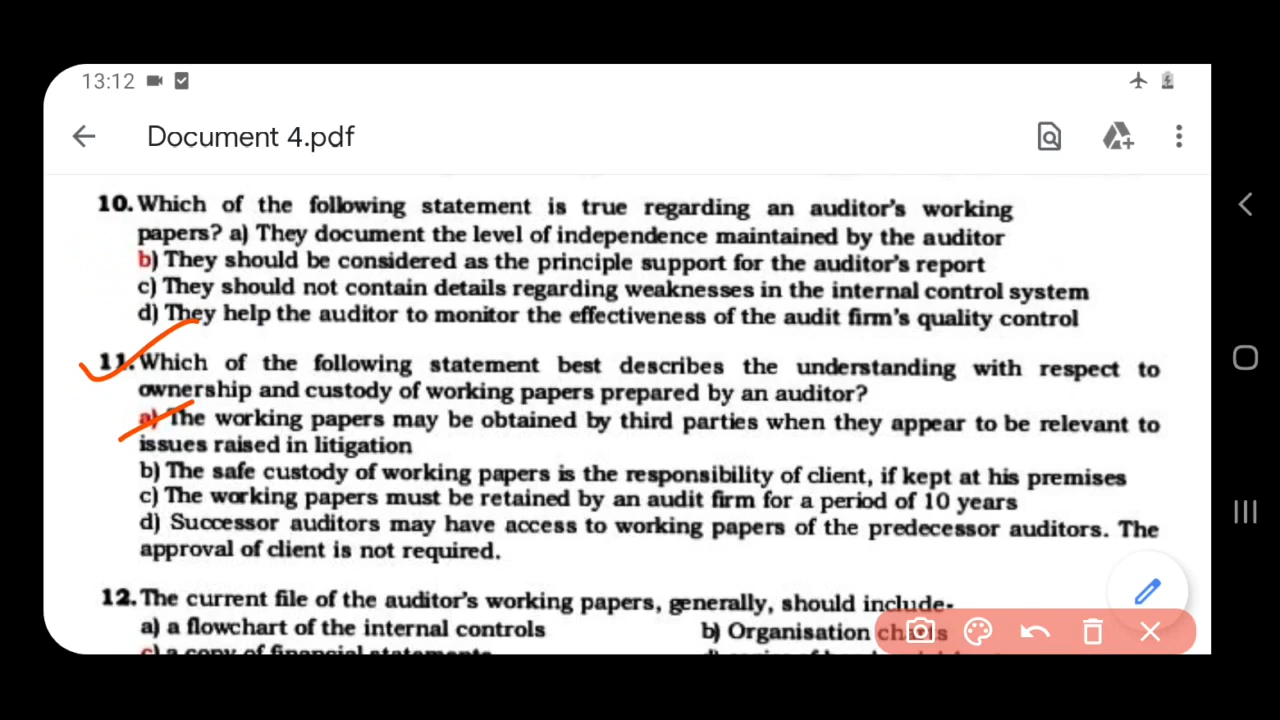 13:12
Document 4.pdf
10. Which of the following statement is true regarding an auditor's working
papers? a) They document the level of independence maintained by the auditor
b) They should be considered as the principle support for the auditor's report
c) They should not contain details regarding weaknesses in the internal control system
d) They help the auditor to monitor the effectiveness of the audit firm's quality control
11. Which of the following statement best describes the understanding with respect to
ownership and custody of working papers prepared by an auditor?
a) The working papers may be obtained by third parties when they appear to be relevant to
issues raised in litigation
b) The safe custody of working papers is the responsibility of client, if kept at his premises
c) The working papers must be retained by an audit firm for a period of 10 years
d) Successor auditors may have access to working papers of the predecessor auditors. The
approval of client is not required.
12. The current file of the auditor's working papers, generally, should include-
a) a flowchart of the internal controls
b) Organisation charts
c) a copy of financial statements